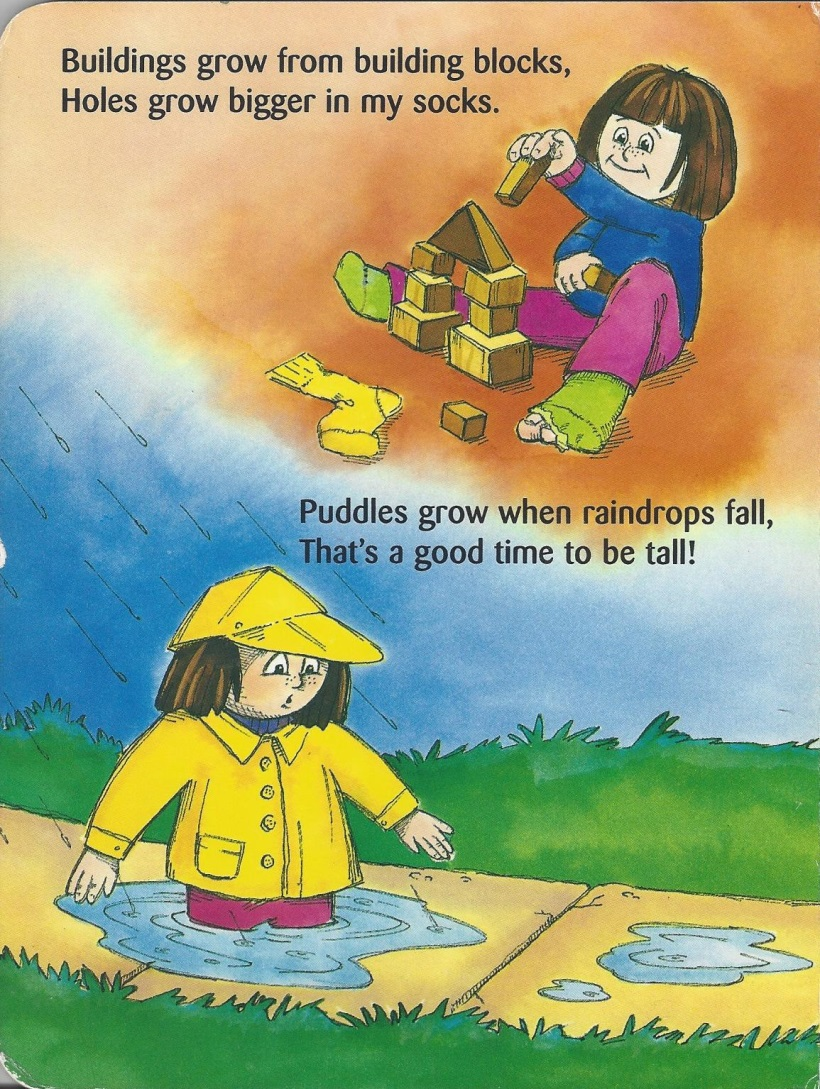 Buildings grow from building blocks,
Holes grow bigger in my socks.
Puddles grow when raindrops fall,
That's a good time to be tall!